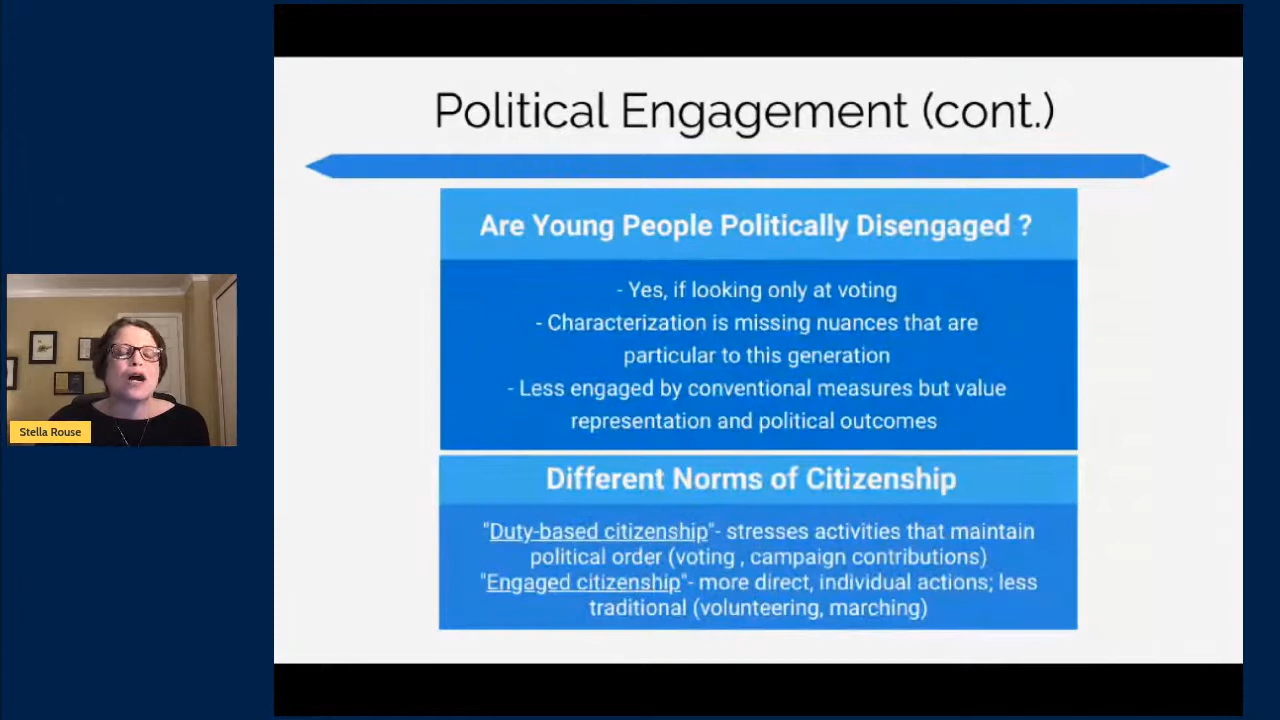 Political Engagement (cont.)
Are Young People Politically Disengaged ?
- Yes, if looking only at voting
- Characterization is missing nuances that are
particular to this generation
- Less engaged by conventional measures but value
representation and political outcomes
Different Norms of Citizenship
"Duty-based citizenship"- stresses activities that maintain
political order (voting , campaign contributions)
"Engaged citizenship"- more direct, individual actions; less
traditional (volunteering, marching)
Stella Rouse